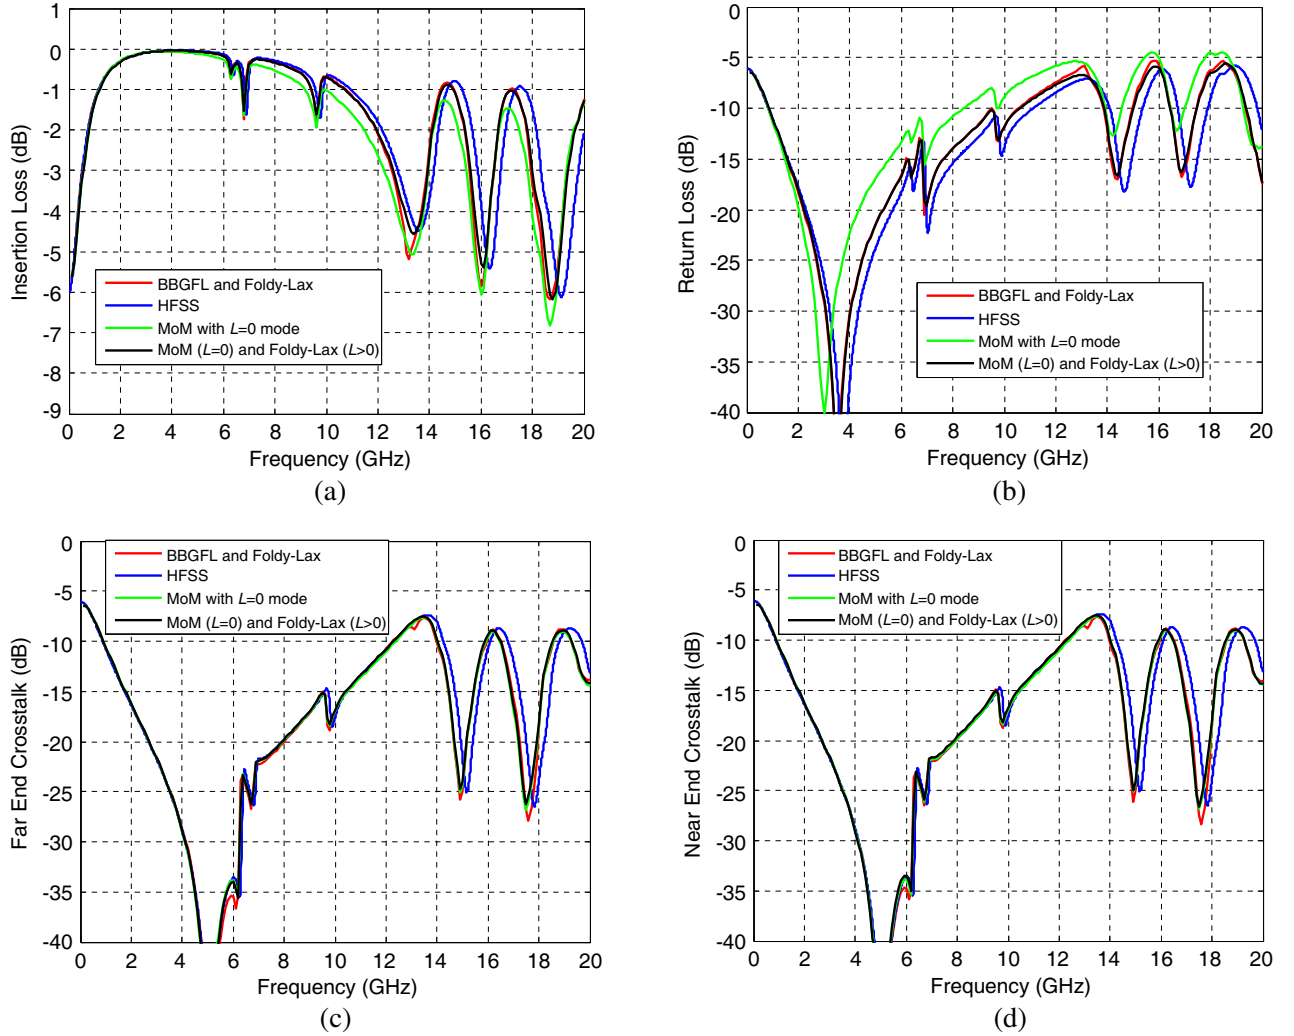 1
0
-1
-2
-3
-4
-5
-6
-7
-8
-9
Insertion Loss (dB)
BBGFL and Foldy-Lax
HFSS
MoM with L=0 mode
MoM (L=0) and Foldy-Lax (L>0)
0 2 4 6 8 10 12 14 16 18 20
Frequency (GHz)
(a)
0
-5
-10
-15
-20
-25
-30
-35
-40
Return Loss (dB)
BBGFL and Foldy-Lax
HFSS
MoM with L=0 mode
MoM (L=0) and Foldy-Lax (L>0)
0 2 4 6 8 10 12 14 16 18 20
Frequency (GHz)
(b)
0
-5
-10
-15
-20
-25
-30
-35
-40
Far End Crosstalk (dB)
BBGFL and Foldy-Lax
HFSS
MoM with L=0 mode
MoM (L=0) and Foldy-Lax (L>0)
0 2 4 6 8 10 12 14 16 18 20
Frequency (GHz)
(c)
0
-5
-10
-15
-20
-25
-30
-35
-40
Near End Crosstalk (dB)
BBGFL and Foldy-Lax
HFSS
MoM with L=0 mode
MoM (L=0) and Foldy-Lax (L>0)
0 2 4 6 8 10 12 14 16 18 20
Frequency (GHz)
(d)